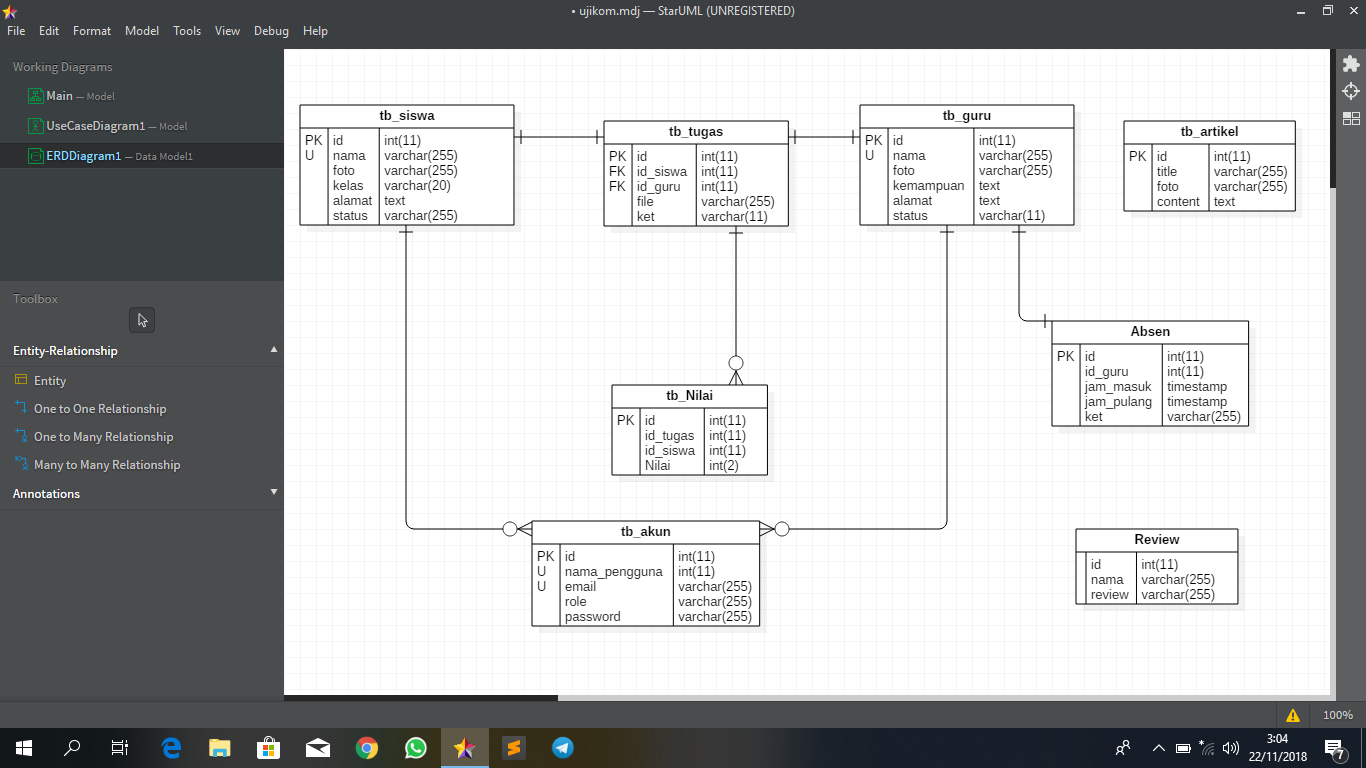 • ujikom.mdj — StarUML (UNREGISTERED)
File Edit Format Model Tools View Debug Help
Working Diagrams
Main — Model
UseCaseDiagram1 — Model
ERDDiagram1 — Data Model1
Toolbox
Entity-Relationship
Entity
One to One Relationship
One to Many Relationship
Many to Many Relationship
Annotations
tb_siswa
PK id int(11)
U nama varchar(255)
foto varchar(255)
kelas varchar(20)
alamat text
status varchar(255)
tb_tugas
PK id int(11)
FK id_siswa int(11)
FK id_guru int(11)
file varchar(255)
ket varchar(11)
tb_guru
PK id int(11)
U nama varchar(255)
foto varchar(255)
kemampuan text
alamat text
status varchar(11)
tb_artikel
PK id int(11)
title varchar(255)
foto varchar(255)
content text
Absen
PK id int(11)
id_guru int(11)
jam_masuk timestamp
jam_pulang timestamp
ket varchar(255)
tb_Nilai
PK id int(11)
id_tugas int(11)
id_siswa int(11)
Nilai int(2)
tb_akun
PK id int(11)
U nama_pengguna int(11)
U email varchar(255)
role varchar(255)
password varchar(255)
Review
id int(11)
nama varchar(255)
review varchar(255)
100%
3:04
22/11/2018
7